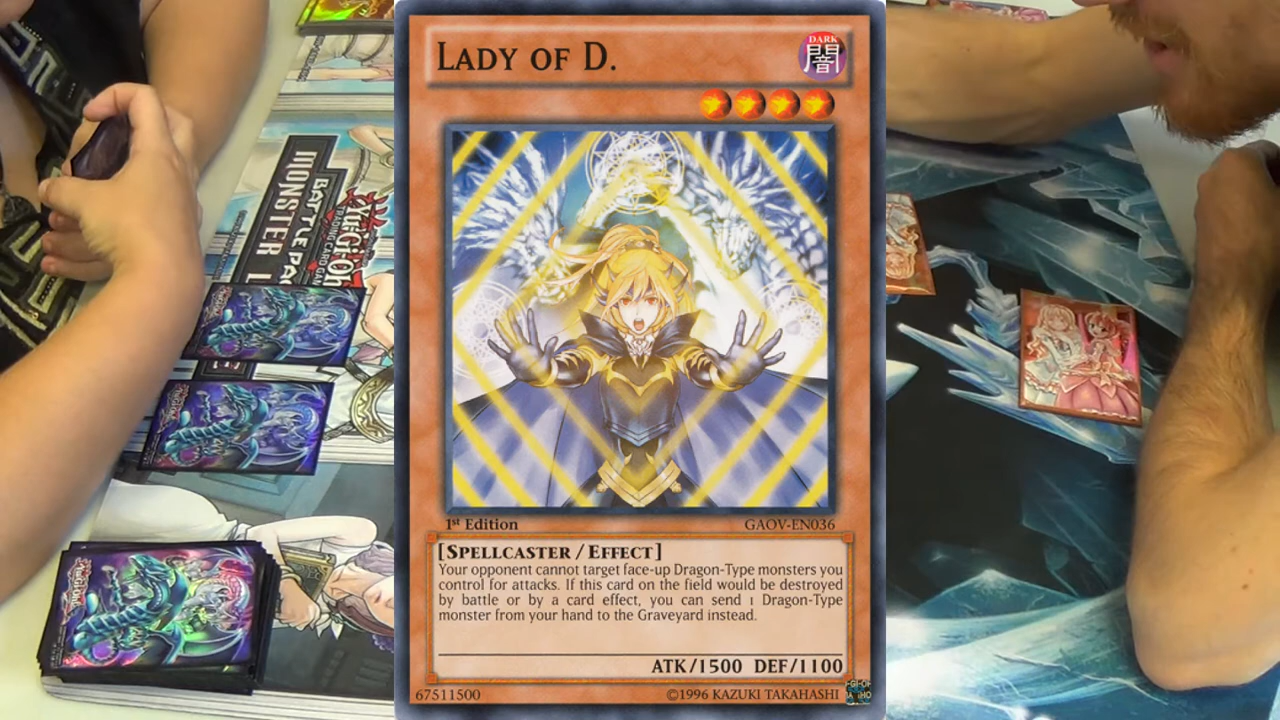 LADY OF D.
DARK
闇
1st Edition
GAOV-EN036
[SPELLCASTER / EFFECT]
Your opponent cannot target face-up Dragon-Type monsters you
control for attacks. If this card on the field would be destroyed
by battle or by a card effect, you can send 1 Dragon-Type
monster from your hand to the Graveyard instead.
ATK/1500 DEF/1100
67511500
©1996 KAZUKI TAKAHASHI
Yu-Gi-Oh!
TRADING CARD GAME
BATTLE PA
MONSTER L